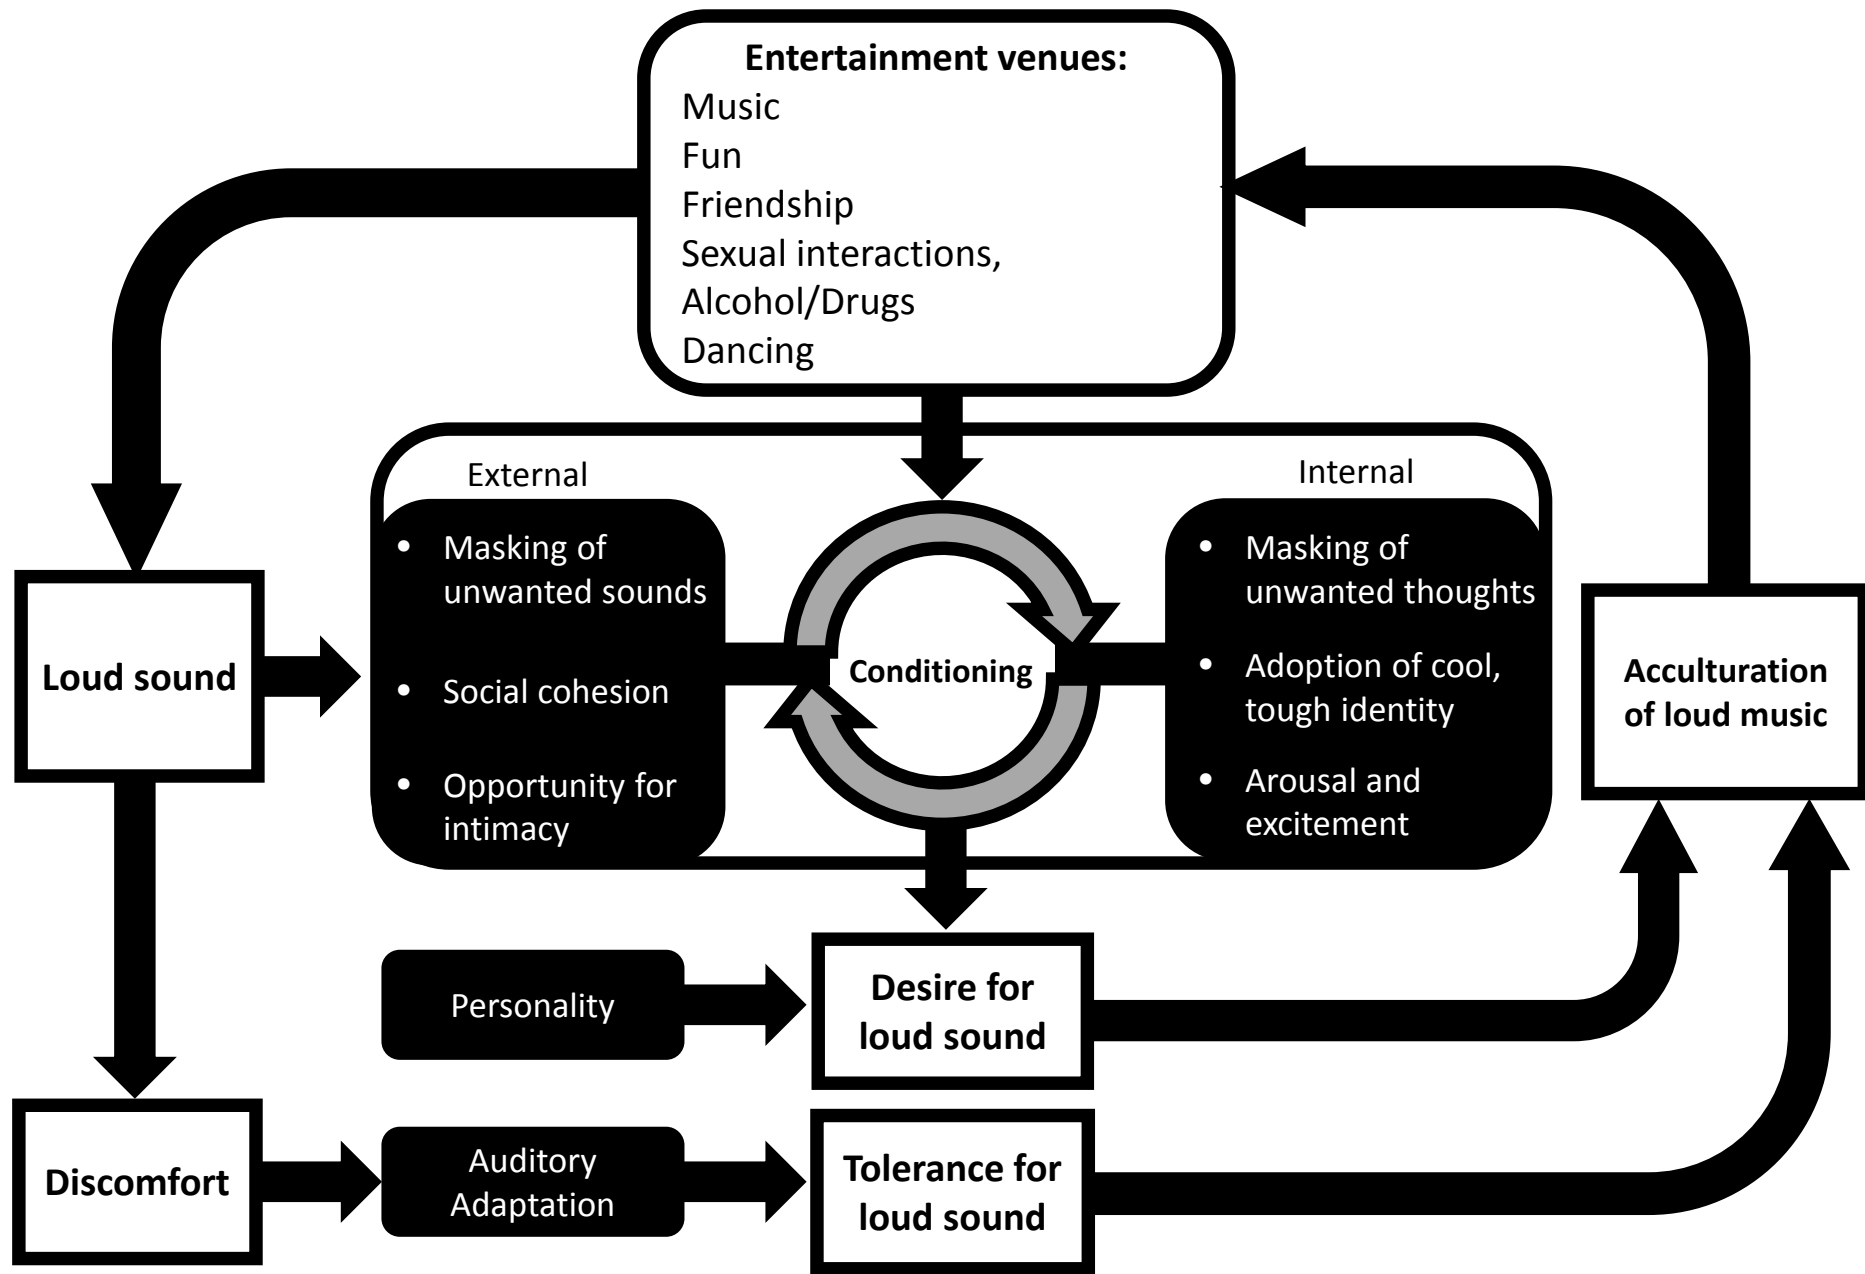 Entertainment venues:
Music
Fun
Friendship
Sexual interactions,
Alcohol/Drugs
Dancing
External
Internal
• Masking of
unwanted sounds
• Social cohesion
• Opportunity for
intimacy
Conditioning
• Masking of
unwanted thoughts
• Adoption of cool,
tough identity
• Arousal and
excitement
Loud sound
Acculturation
of loud music
Personality
Desire for
loud sound
Discomfort
Auditory
Adaptation
Tolerance for
loud sound